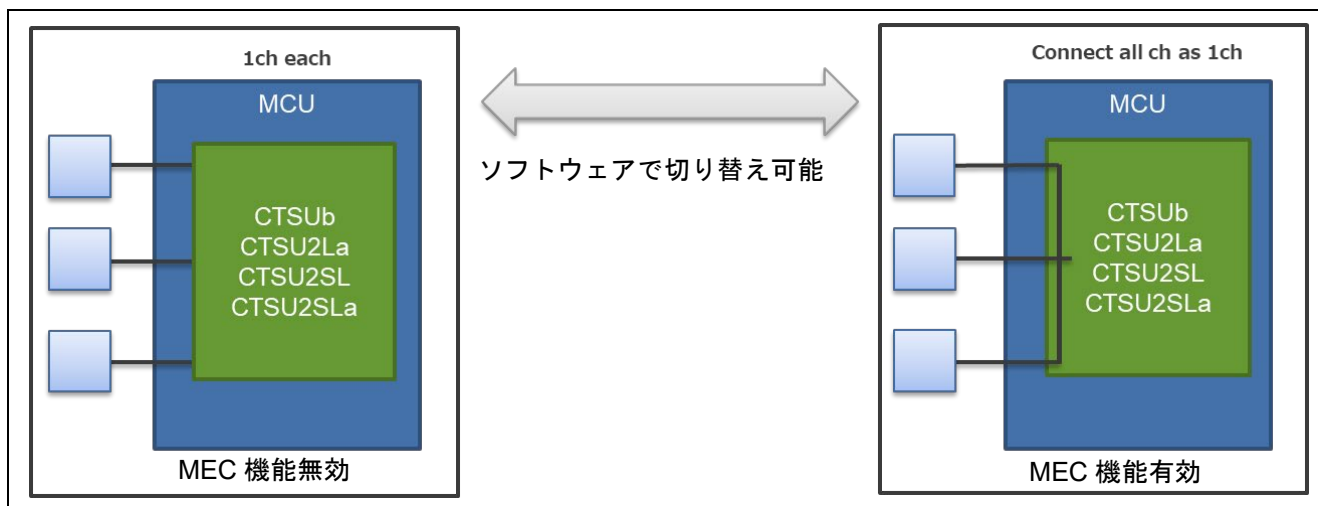 1ch each
MCU
CTSUb
CTSU2La
CTSU2SL
CTSU2SLa
MEC 機能無効
ソフトウェアで切り替え可能
Connect all ch as 1ch
MCU
CTSUb
CTSU2La
CTSU2SL
CTSU2SLa
MEC 機能有効